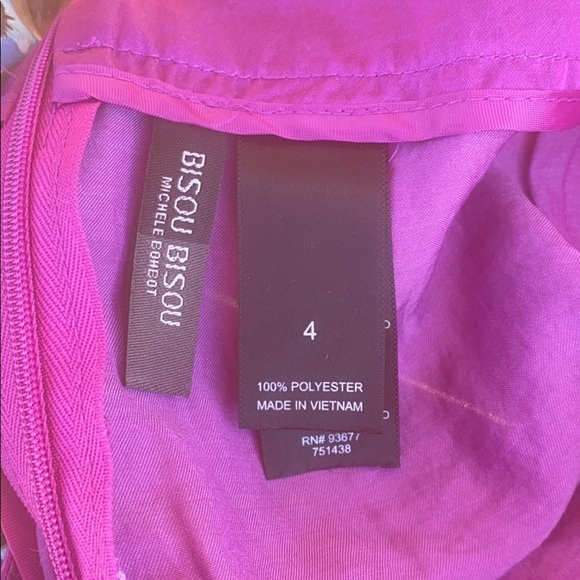 BISOU BISOU
MICHELE BOHBOT
4
100% POLYESTER
MADE IN VIETNAM
RN# 93677
751438